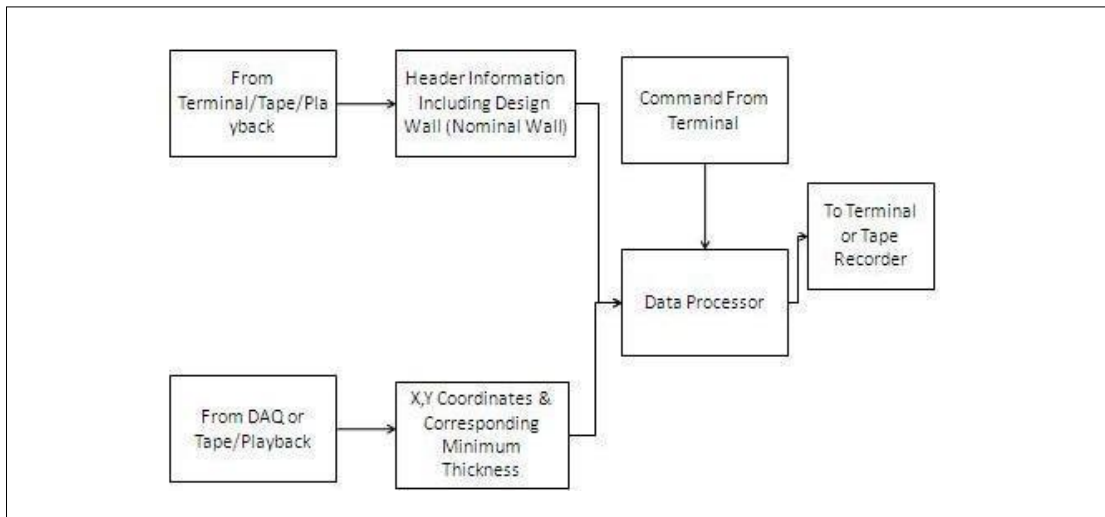 From
Terminal/Tape/Pla
yback
Header Information
Including Design
Wall (Nominal Wall)
Command From
Terminal
To Terminal
or Tape
Recorder
Data Processor
From DAQ or
Tape/Playback
X,Y Coordinates &
Corresponding
Minimum
Thickness